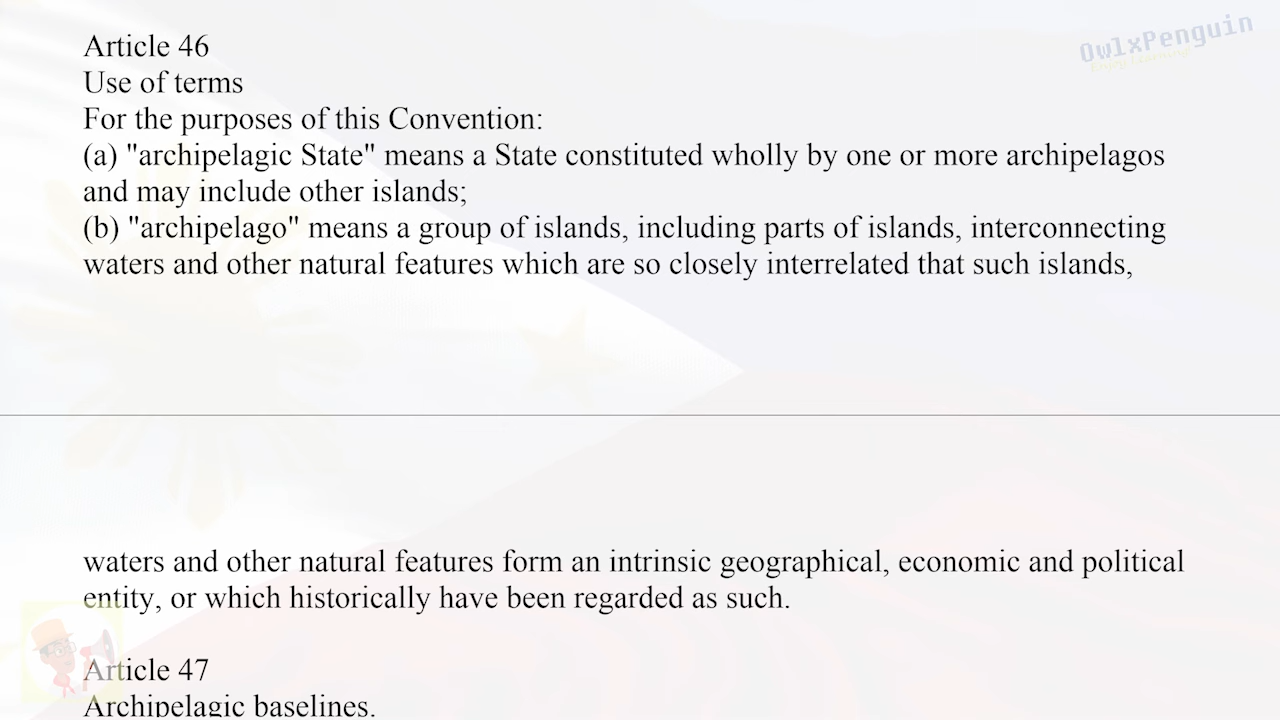 OwlxPenguin
Enjoy Learning!
Article 46
Use of terms
For the purposes of this Convention:
(a) "archipelagic State" means a State constituted wholly by one or more archipelagos
and may include other islands;
(b) "archipelago" means a group of islands, including parts of islands, interconnecting
waters and other natural features which are so closely interrelated that such islands,
waters and other natural features form an intrinsic geographical, economic and political
entity, or which historically have been regarded as such.
Article 47
Archipelagic baselines.